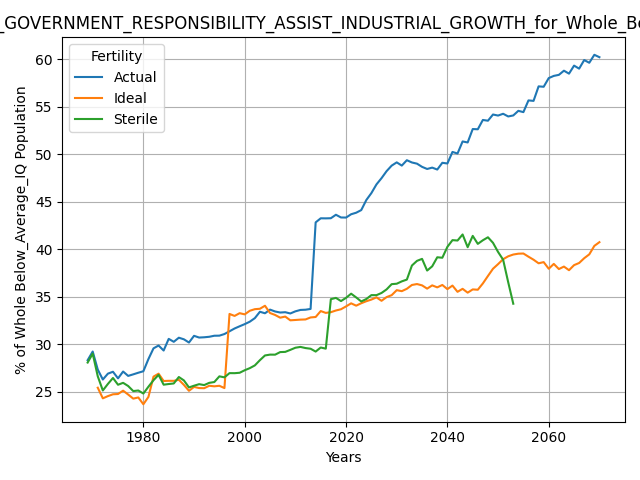 _GOVERNMENT_RESPONSIBILITY_ASSIST_INDUSTRIAL_GROWTH_for_Whole_Be
Fertility
Actual
Ideal
Sterile
% of Whole Below_Average_IQ Population
60
55
50
45
40
35
30
25
1980
2000
2020
2040
2060
Years